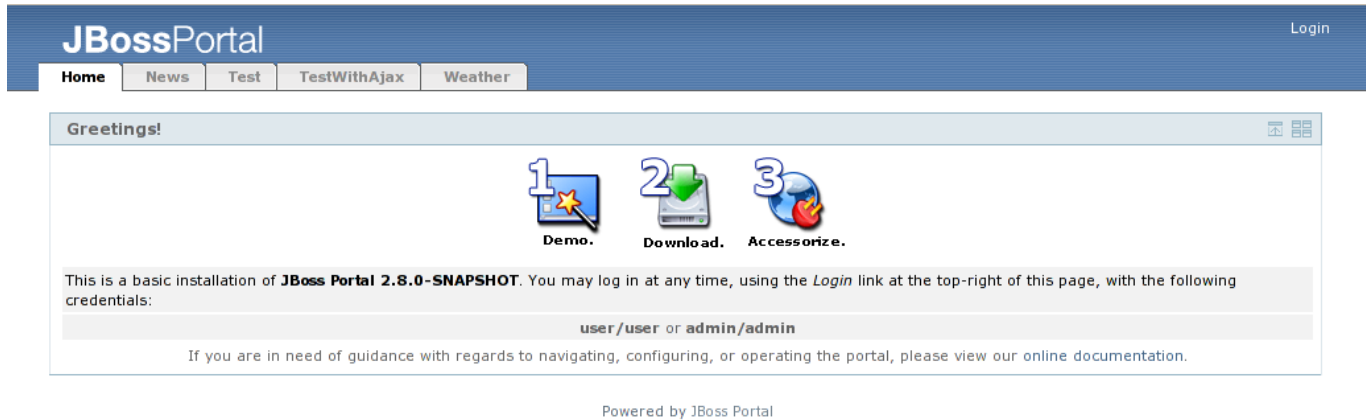 Login
JBossPortal
Home News Test TestWithAjax Weather
Greetings!
1 2 3
Demo. Download. Accessorize.
This is a basic installation of JBoss Portal 2.8.0-SNAPSHOT. You may log in at any time, using the Login link at the top-right of this page, with the following
credentials:
user/user or admin/admin
If you are in need of guidance with regards to navigating, configuring, or operating the portal, please view our online documentation.
Powered by JBoss Portal